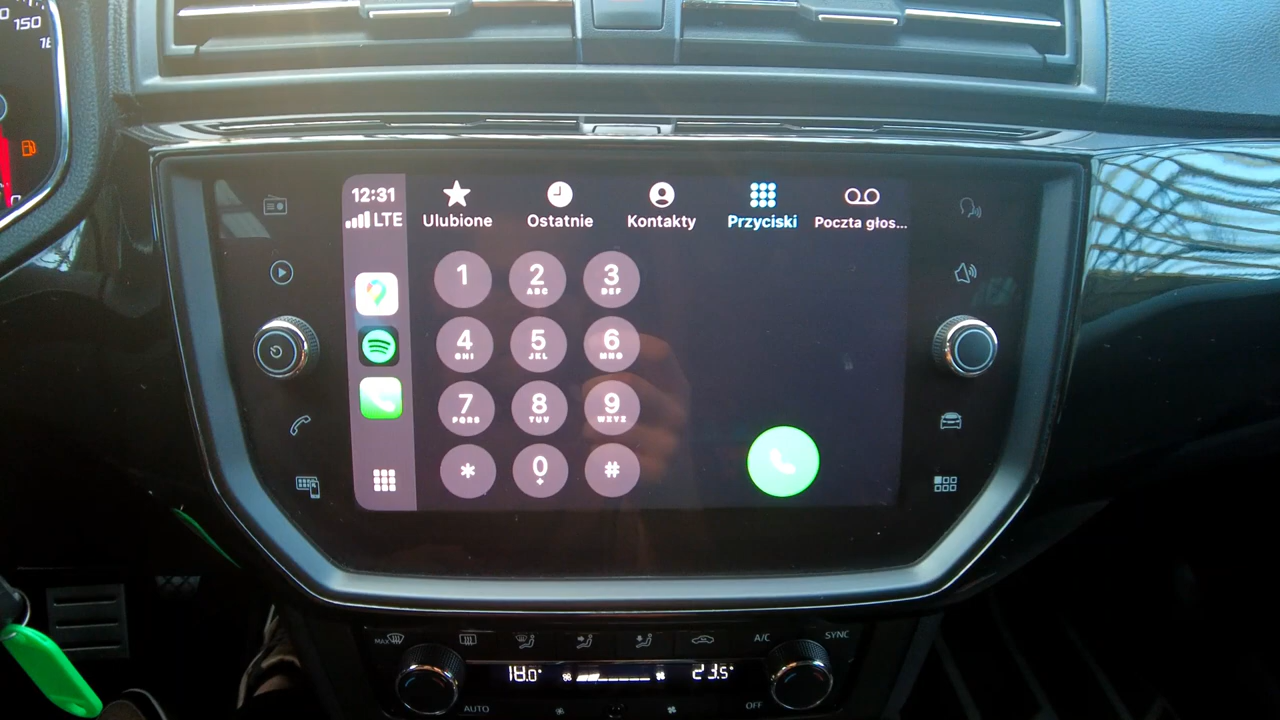 150
12:31
LTE
Ulubione
Ostatnie
Kontakty
Przyciski
Poczta głos...
1
2
ABC
3
DEF
4
GHI
5
JKL
6
MNO
7
PQRS
8
TUV
9
WXYZ
*
0
+
#
MAX
A/C
SYNC
18.0°
23.5°
AUTO
OFF